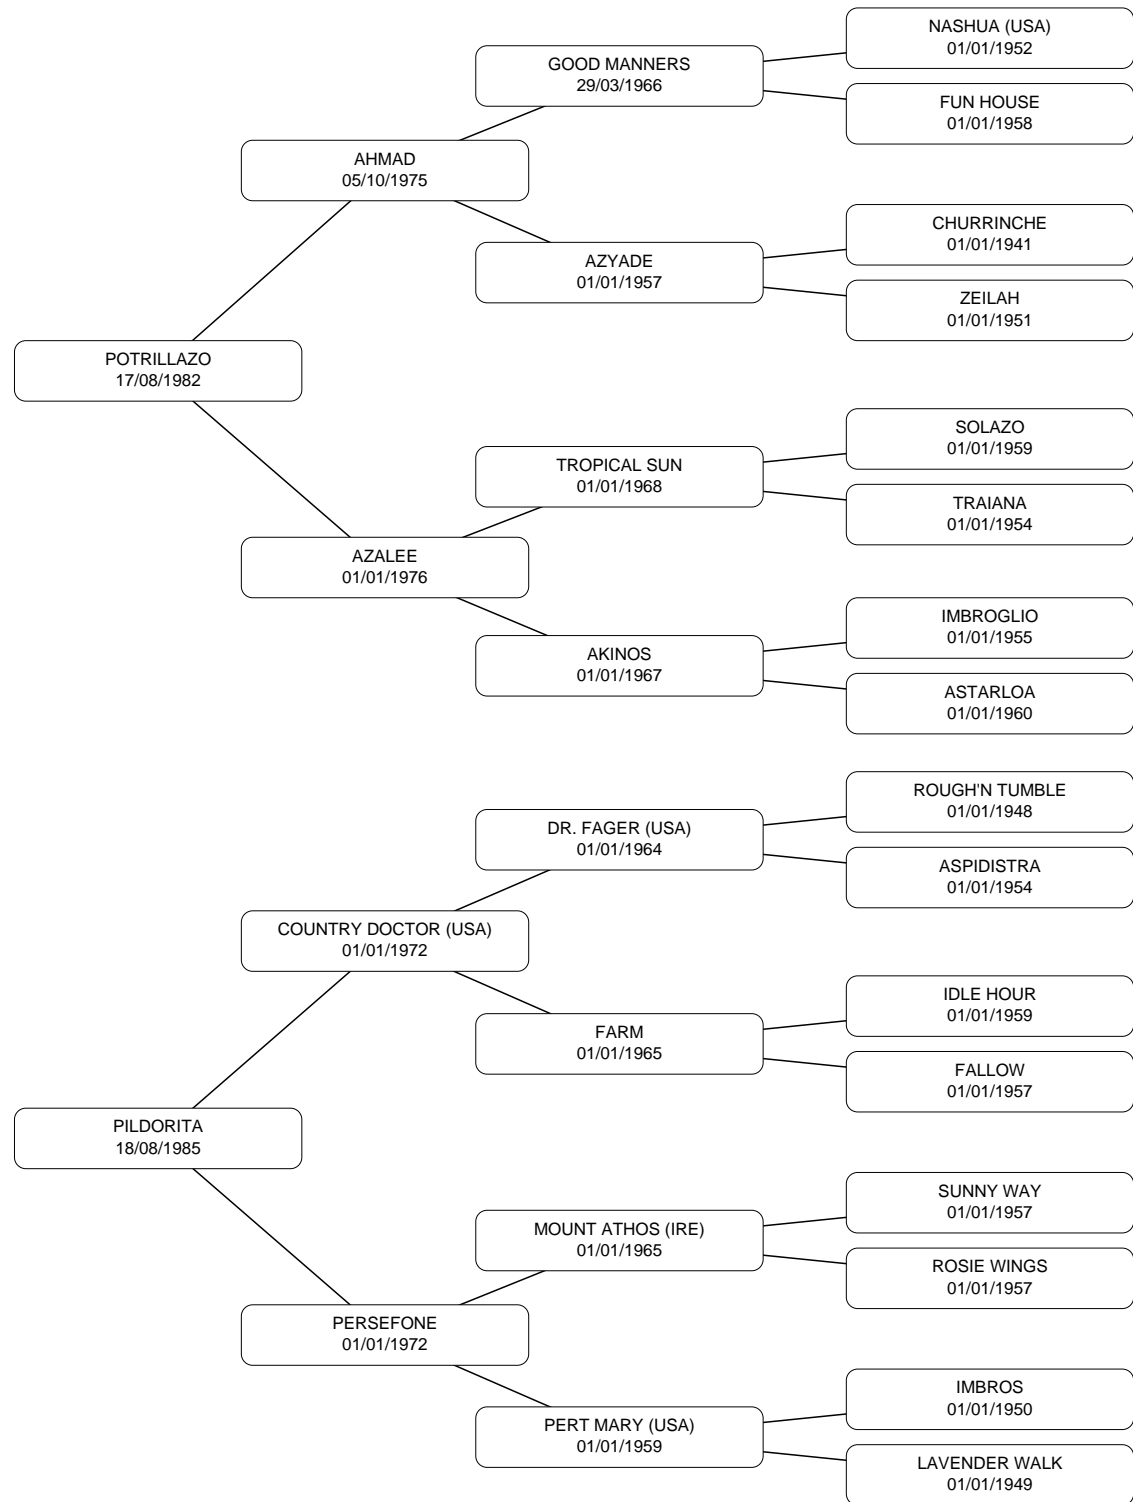 NASHUA (USA)
01/01/1952
GOOD MANNERS
29/03/1966
FUN HOUSE
01/01/1958
AHMAD
05/10/1975
CHURRINCHE
01/01/1941
AZYADE
01/01/1957
ZEILAH
01/01/1951
POTRILLAZO
17/08/1982
SOLAZO
01/01/1959
TROPICAL SUN
01/01/1968
TRAIANA
01/01/1954
AZALEE
01/01/1976
IMBROGLIO
01/01/1955
AKINOS
01/01/1967
ASTARLOA
01/01/1960
ROUGH'N TUMBLE
01/01/1948
DR. FAGER (USA)
01/01/1964
ASPIDISTRA
01/01/1954
COUNTRY DOCTOR (USA)
01/01/1972
IDLE HOUR
01/01/1959
FARM
01/01/1965
FALLOW
01/01/1957
PILDORITA
18/08/1985
SUNNY WAY
01/01/1957
MOUNT ATHOS (IRE)
01/01/1965
ROSIE WINGS
01/01/1957
PERSEFONE
01/01/1972
IMBROS
01/01/1950
PERT MARY (USA)
01/01/1959
LAVENDER WALK
01/01/1949